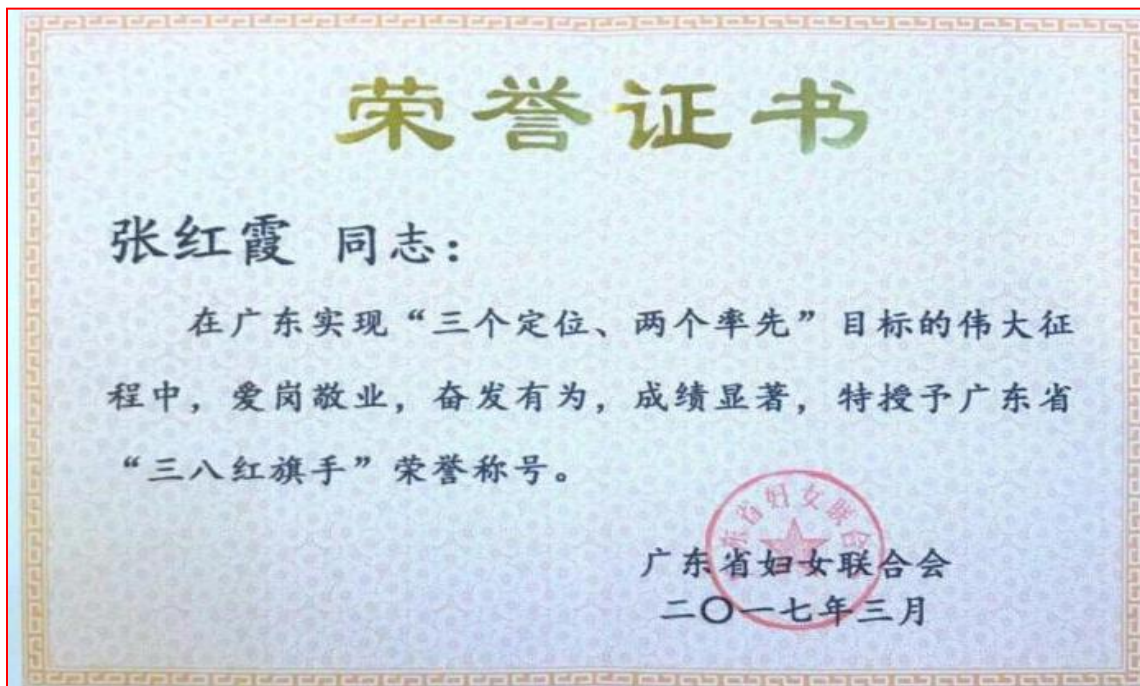 荣誉证书
张红霞 同志：
在广东实现“三个定位、两个率先”目标的伟大征
程中，爱岗敬业，奋发有为，成绩显著，特授予广东省
“三八红旗手”荣誉称号。
广东省妇女联合会
二〇一七年三月